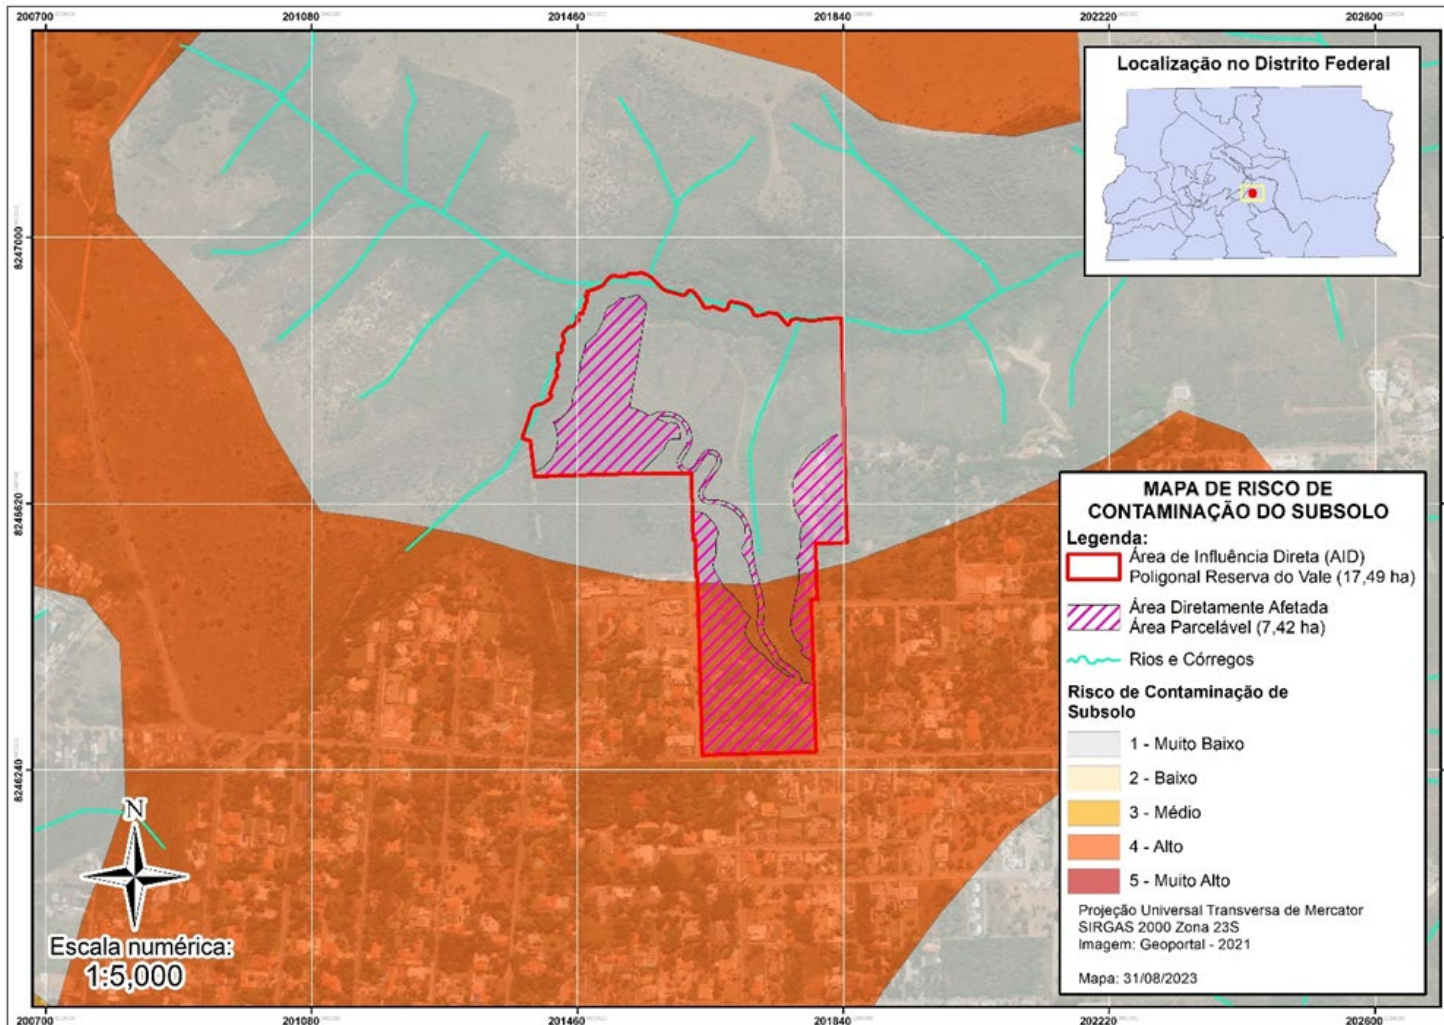 200700
201080
201460
201840
202220
202600
Localização no Distrito Federal
8247000
8246620
8246240
MAPA DE RISCO DE
CONTAMINAÇÃO DO SUBSOLO
Legenda:
Área de Influência Direta (AID)
Poligonal Reserva do Vale (17,49 ha)
Área Diretamente Afetada
Área Parcelável (7,42 ha)
Rios e Córregos
Risco de Contaminação de
Subsolo
1 - Muito Baixo
2 - Baixo
3 - Médio
4 - Alto
5 - Muito Alto
Projeção Universal Transversa de Mercator
SIRGAS 2000 Zona 23S
Imagem: Geoportal - 2021
Mapa: 31/08/2023
N
Escala numérica:
1:5,000
200700
201080
201460
201840
202220
202600